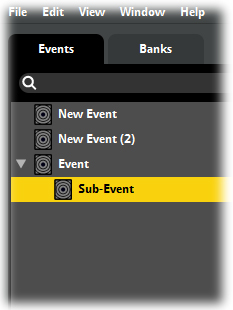 File Edit View Window Help
Events Banks
New Event
New Event (2)
Event
Sub-Event